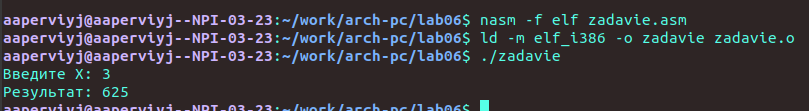 aaperviyj@aaperviyj--NPI-03-23:~/work/arch-pc/lab06$ nasm -f elf zadavie.asm
aaperviyj@aaperviyj--NPI-03-23:~/work/arch-pc/lab06$ ld -m elf_i386 -o zadavie zadavie.o
aaperviyj@aaperviyj--NPI-03-23:~/work/arch-pc/lab06$ ./zadavie
Введите X: 3
Результат: 625
aaperviyj@aaperviyj--NPI-03-23:~/work/arch-pc/lab06$